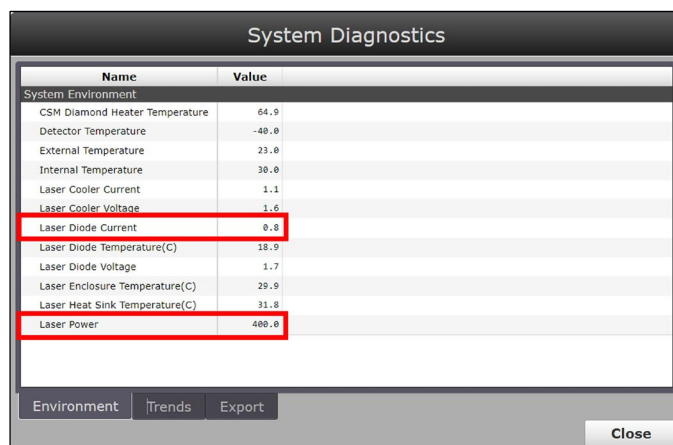 System Diagnostics
Name Value
System Environment
CSM Diamond Heater Temperature 64.9
Detector Temperature -40.0
External Temperature 23.0
Internal Temperature 30.0
Laser Cooler Current 1.1
Laser Cooler Voltage 1.6
Laser Diode Current 0.8
Laser Diode Temperature(C) 18.9
Laser Diode Voltage 1.7
Laser Enclosure Temperature(C) 29.9
Laser Heat Sink Temperature(C) 31.8
Laser Power 400.0
Environment Trends Export
Close